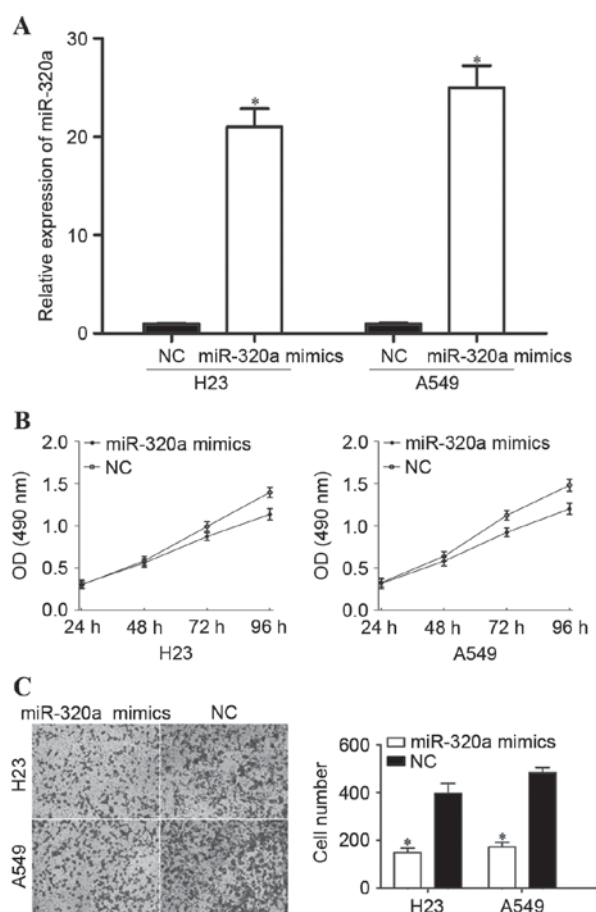 A
Relative expression of miR-320a
30
20
10
0
*
*
NC miR-320a mimics NC miR-320a mimics
H23 A549
B
miR-320a mimics
NC
OD (490 nm)
2.0
1.5
1.0
0.5
0.0
24 h 48 h 72 h 96 h
H23
miR-320a mimics
NC
OD (490 nm)
2.0
1.5
1.0
0.5
0.0
24 h 48 h 72 h 96 h
A549
C
miR-320a mimics NC
H23
A549
miR-320a mimics
NC
Cell number
600
400
200
0
*
*
H23 A549